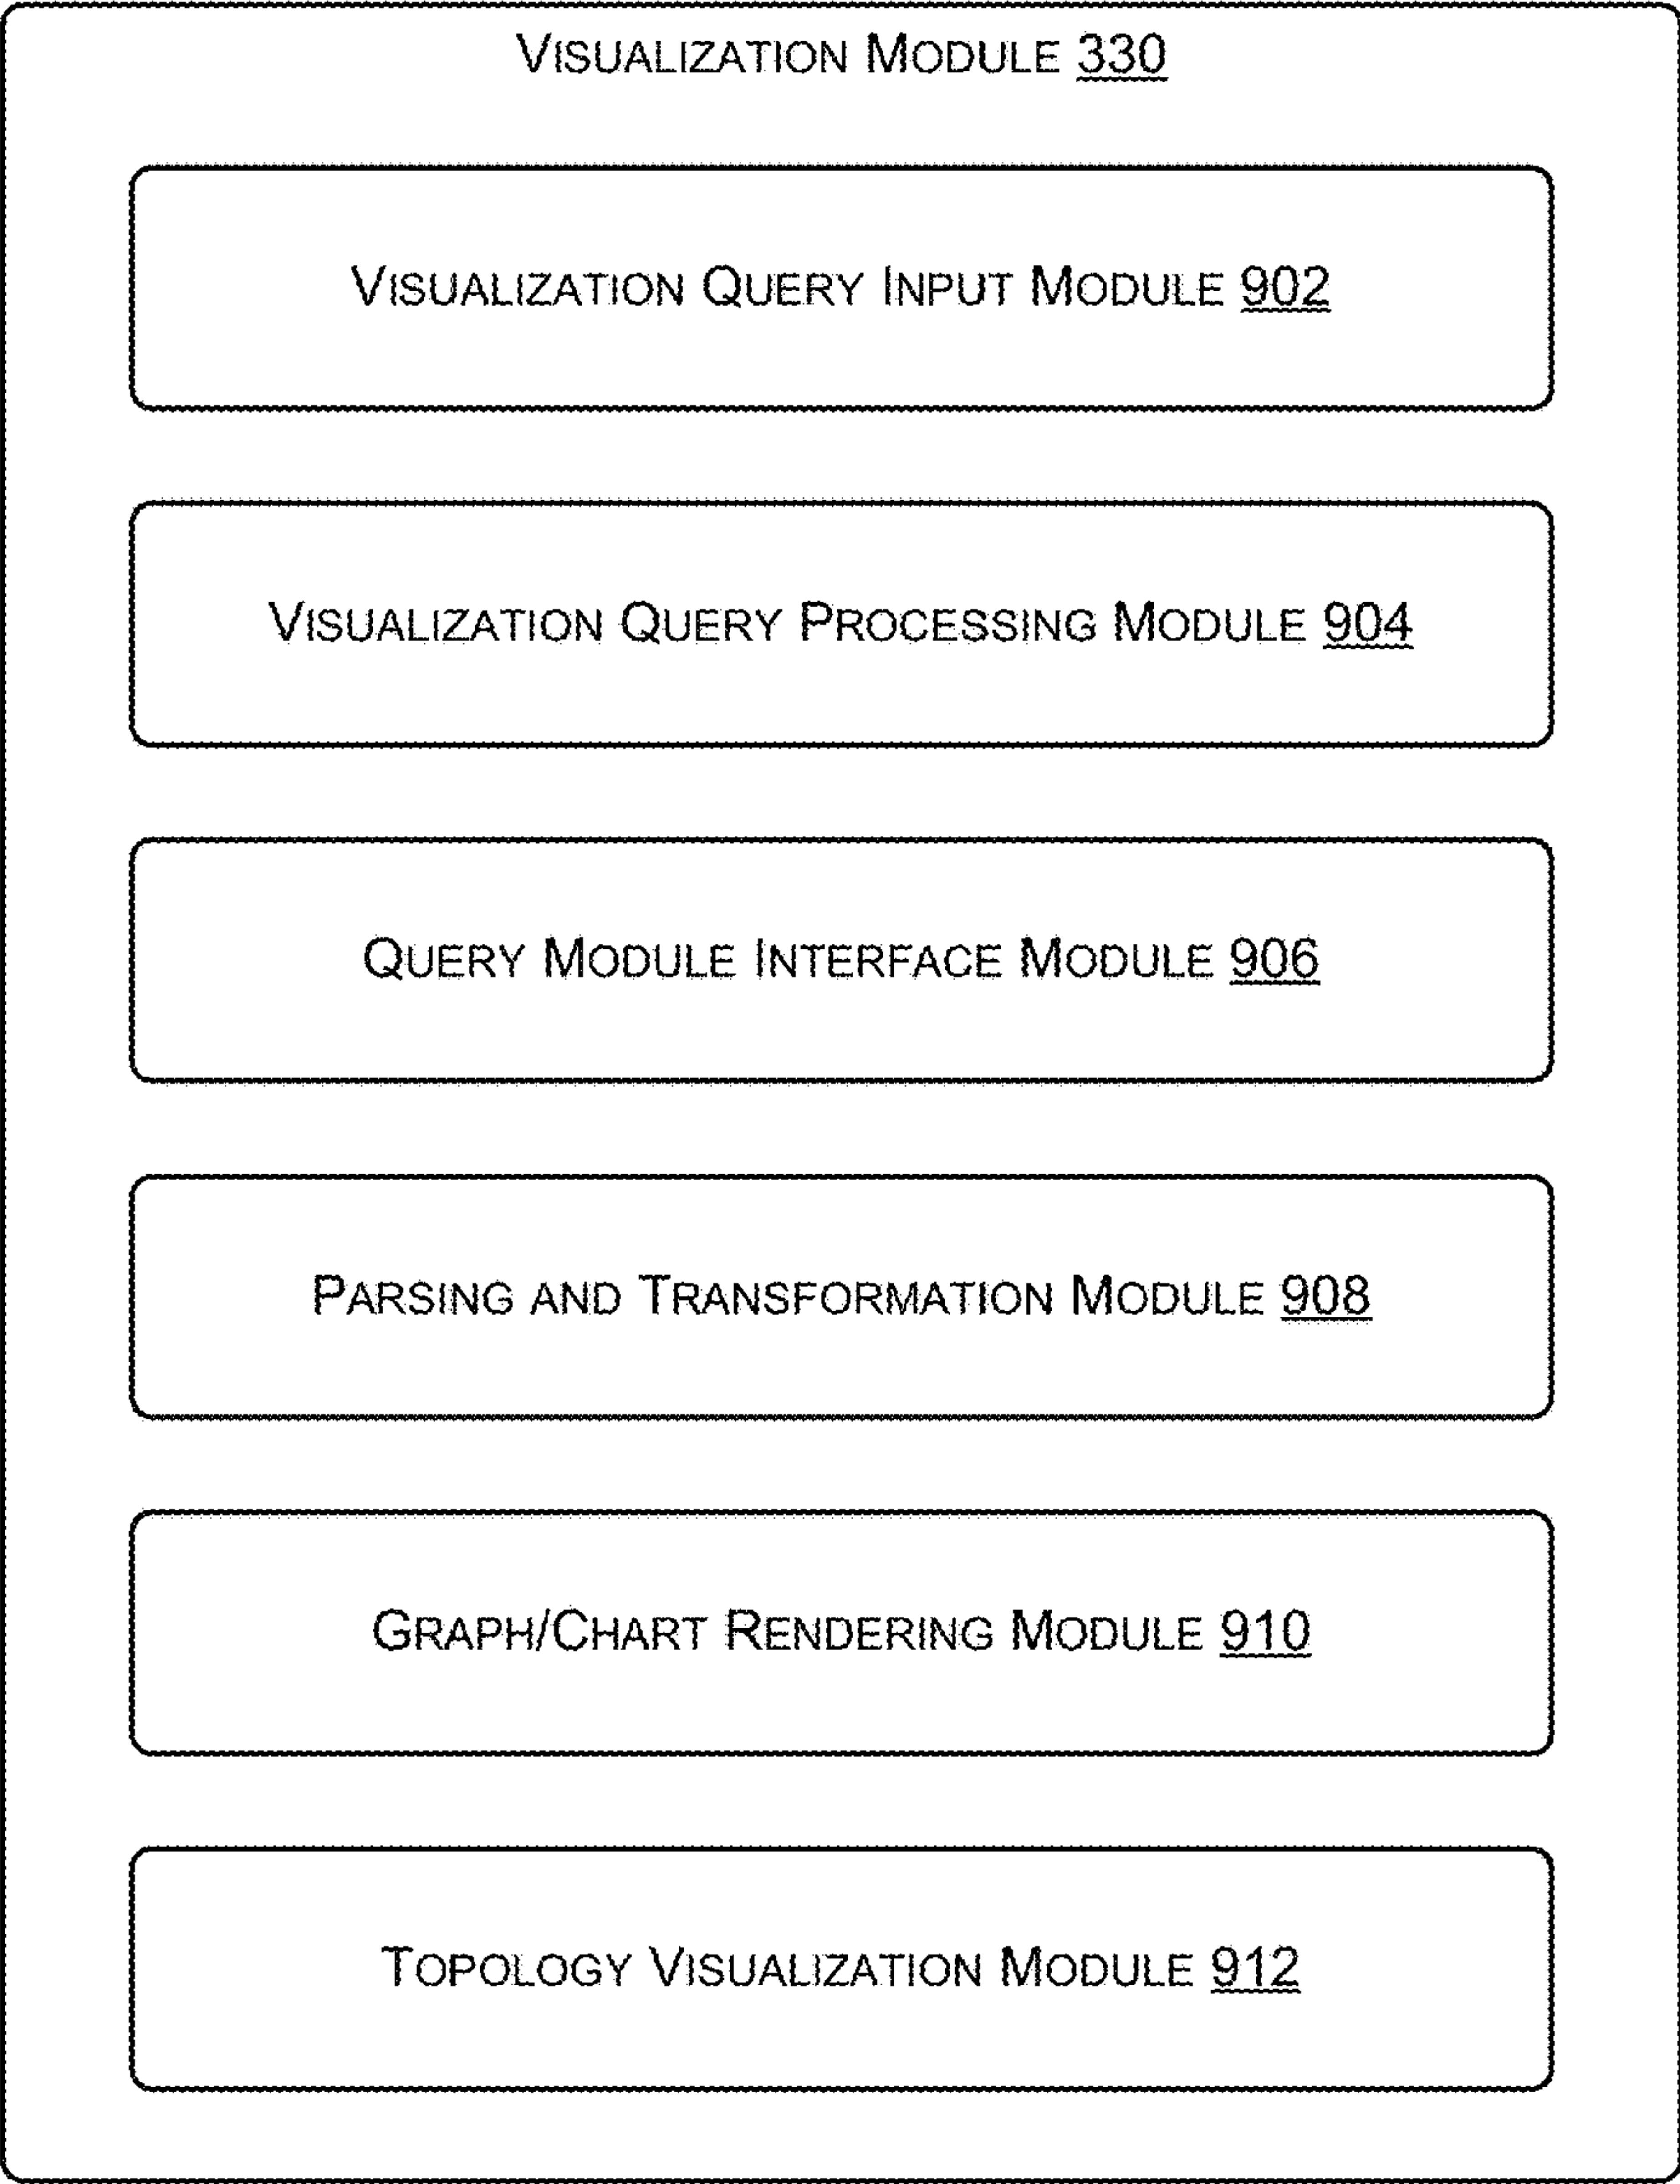 VISUALIZATION MODULE 330
VISUALIZATION QUERY INPUT MODULE 902
VISUALIZATION QUERY PROCESSING MODULE 904
QUERY MODULE INTERFACE MODULE 906
PARSING AND TRANSFORMATION MODULE 908
GRAPH/CHART RENDERING MODULE 910
TOPOLOGY VISUALIZATION MODULE 912